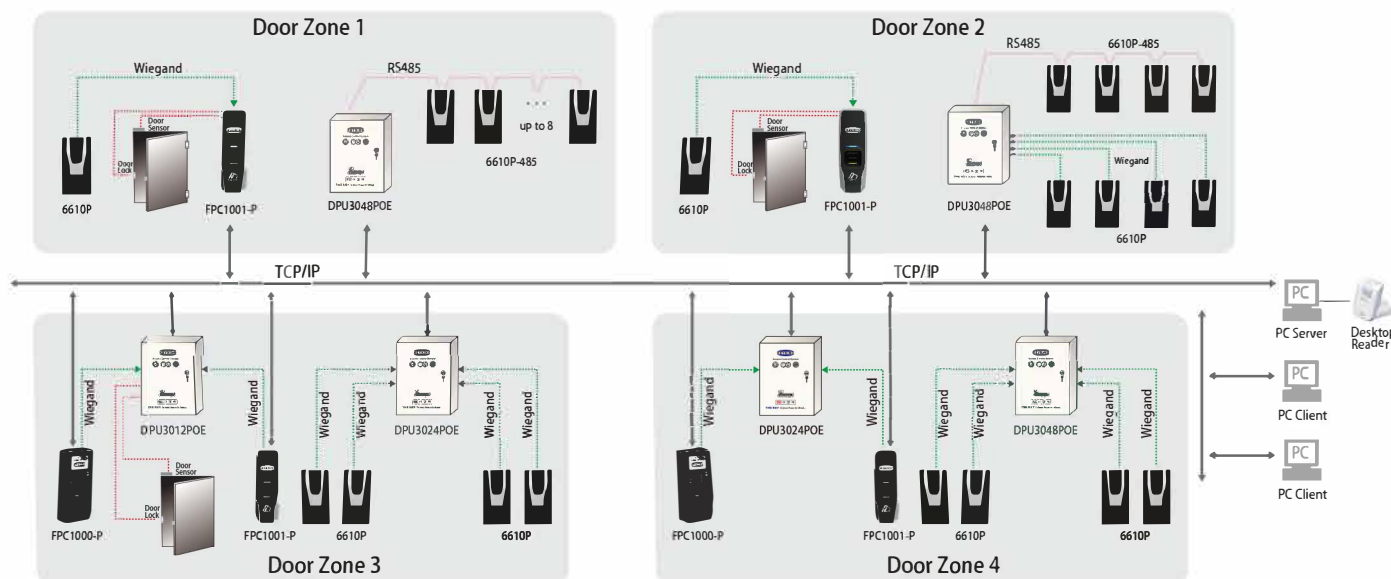 Door Zone 1
Wiegand
RS485
Door
Sensor
Door
Lock
up to 8
6610P-485
6610P
FPC1001-P
DPU3048POE
Door Zone 2
Wiegand
RS485
6610P-485
Door
Sensor
Door
Lock
Wiegand
6610P
FPC1001-P
DPU3048POE
6610P
TCP/IP
TCP/IP
PC
PC Server
Desktop
Reader
PC
PC Client
PC
PC Client
Wiegand
DPU3012POE
Wiegand
Wiegand
DPU3024POE
Wiegand
Wiegand
Door
Sensor
Door
Lock
FPC1000-P
FPC1001-P
6610P
6610P
Door Zone 3
Wiegand
DPU3024POE
Wiegand
Wiegand
DPU3048POE
Wiegand
Wiegand
FPC1000-P
FPC1001-P
6610P
6610P
Door Zone 4